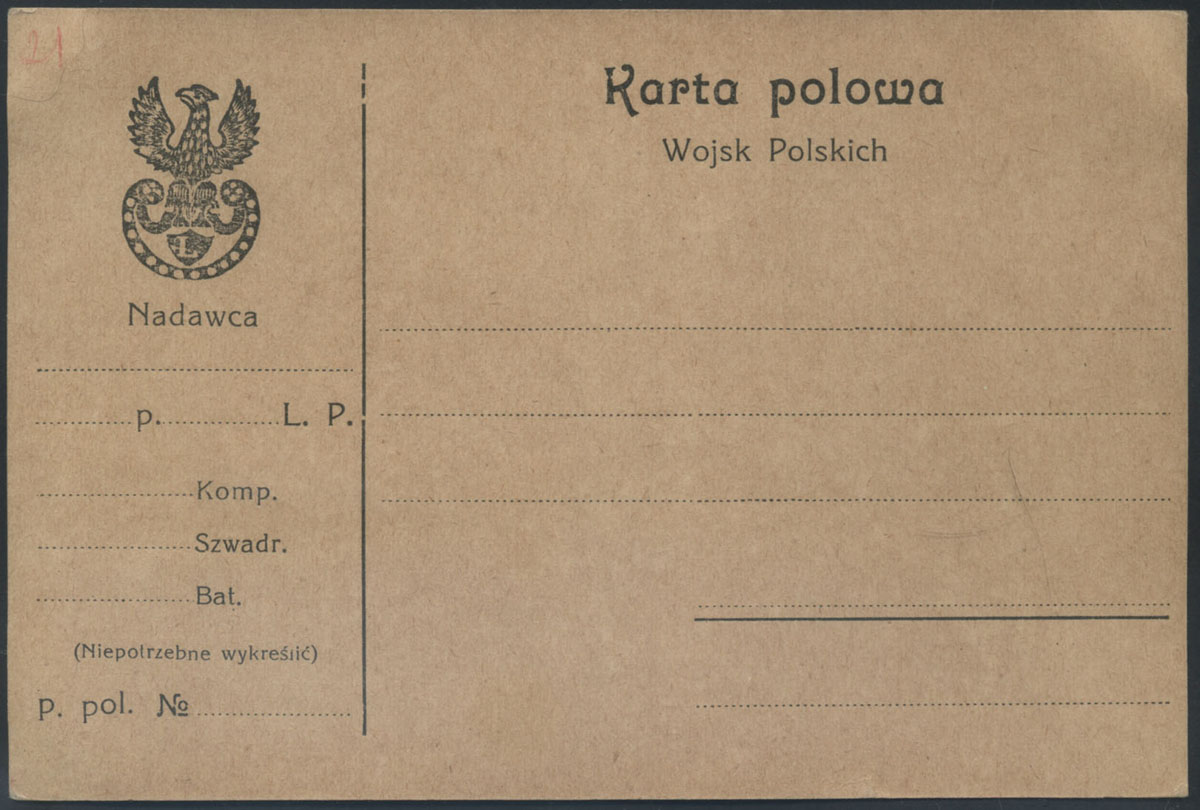 21
Karta polowa
Wojsk Polskich
L
Nadawca
p. L. P.
Komp.
Szwadr.
Bat.
(Niepotrzebne wykreślić)
p. pol. №